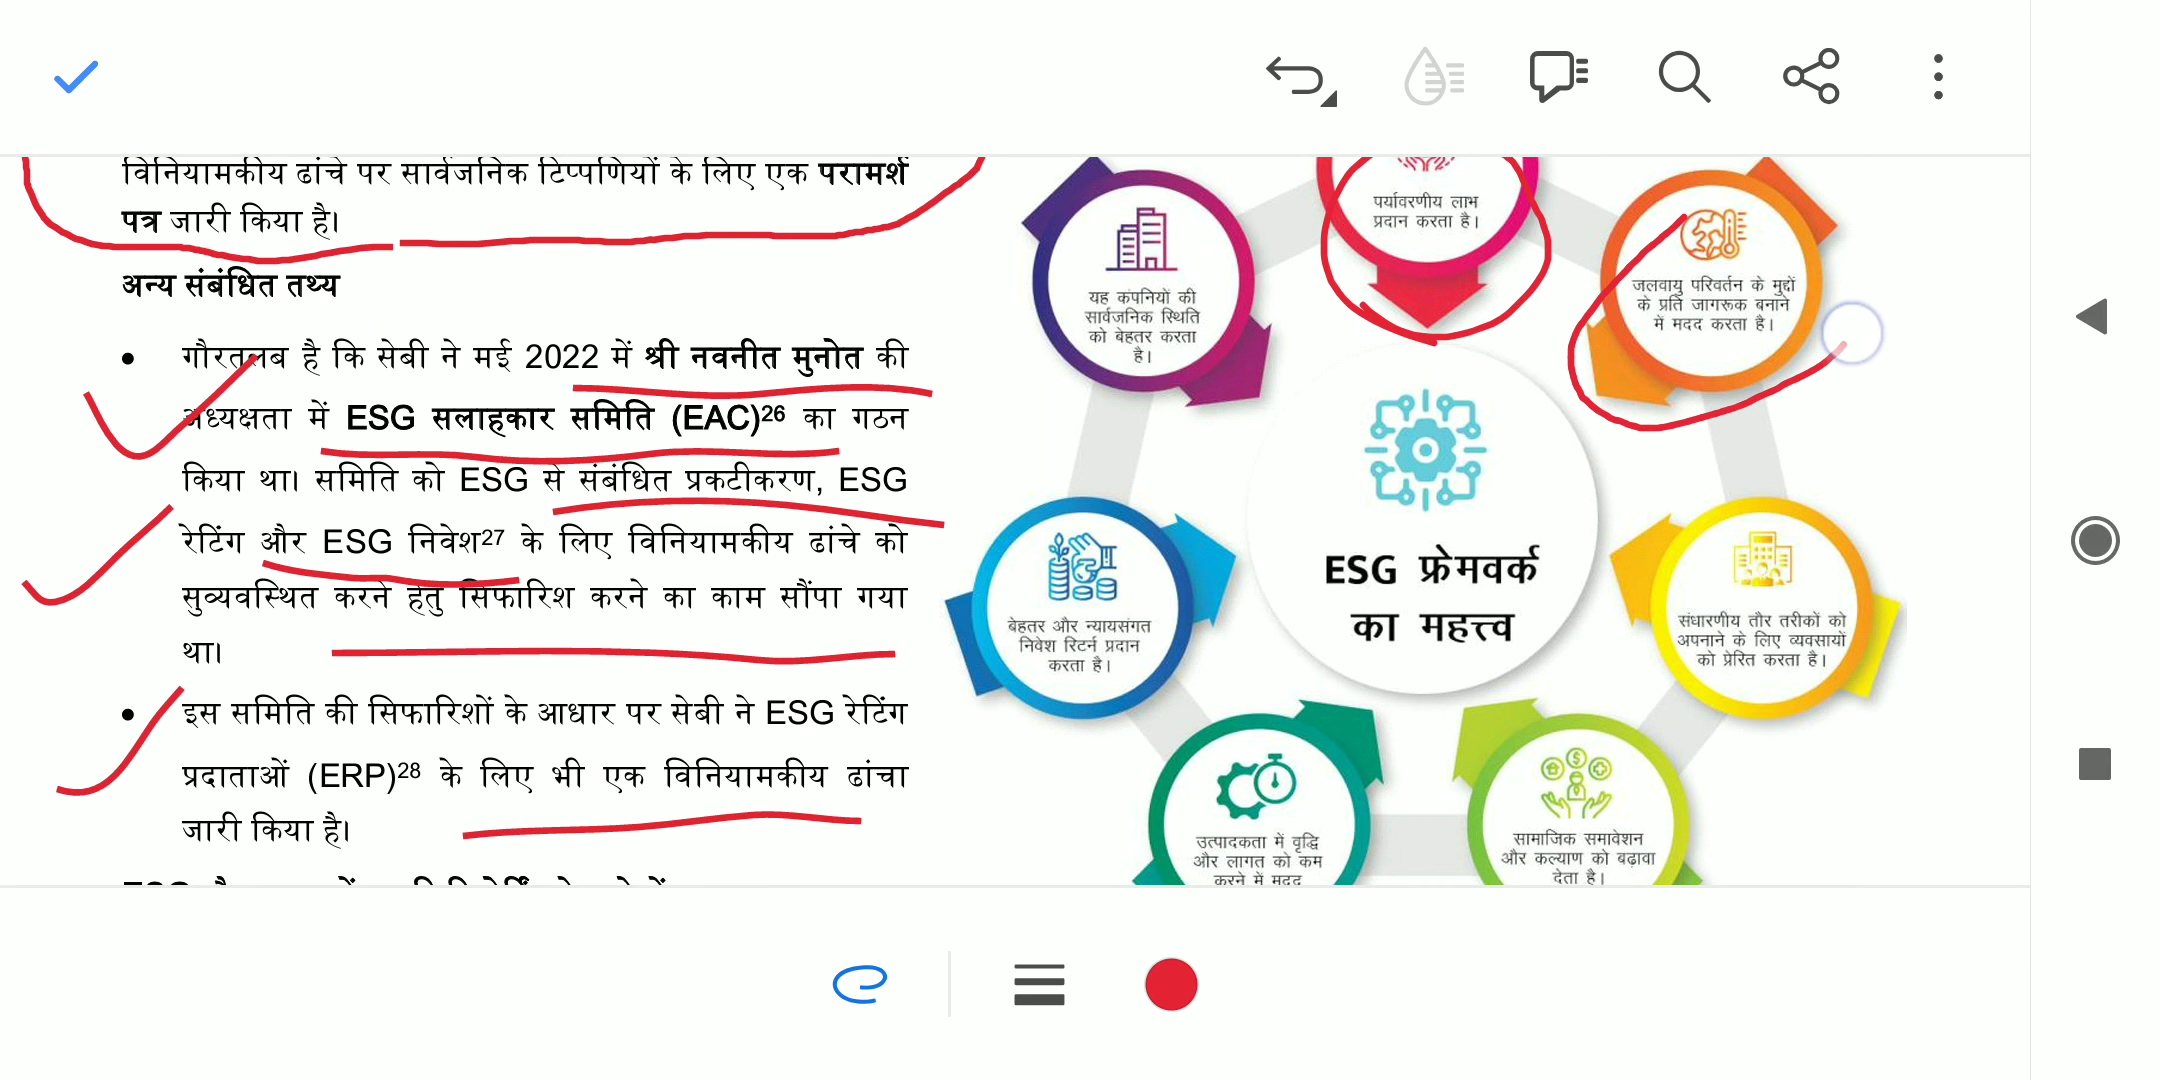 विनियामकीय ढांचे पर सार्वजनिक टिप्पणियों के लिए एक परामर्श
पत्र जारी किया है।
अन्य संबंधित तथ्य
• गौरतलब है कि सेबी ने मई 2022 में श्री नवनीत मुनोत की
अध्यक्षता में ESG सलाहकार समिति (EAC)26 का गठन
किया था। समिति को ESG से संबंधित प्रकटीकरण, ESG
रेटिंग और ESG निवेश27 के लिए विनियामकीय ढांचे को
सुव्यवस्थित करने हेतु सिफारिश करने का काम सौंपा गया
था।
• इस समिति की सिफारिशों के आधार पर सेबी ने ESG रेटिंग
प्रदाताओं (ERP)28 के लिए भी एक विनियामकीय ढांचा
जारी किया है।
पर्यावरणीय लाभ
प्रदान करता है।
जलवायु परिवर्तन के मुद्दों
के प्रति जागरूक बनाने
में मदद करता है।
यह कंपनियों की
सार्वजनिक स्थिति
को बेहतर करता
है।
ESG फ्रेमवर्क
का महत्त्व
बेहतर और न्यायसंगत
निवेश रिटर्न प्रदान
करता है।
संधारणीय तौर तरीकों को
अपनाने के लिए व्यवसायों
को प्रेरित करता है।
उत्पादकता में वृद्धि
और लागत को कम
करने में मदद
सामाजिक समावेशन
और कल्याण को बढ़ावा
देता है।